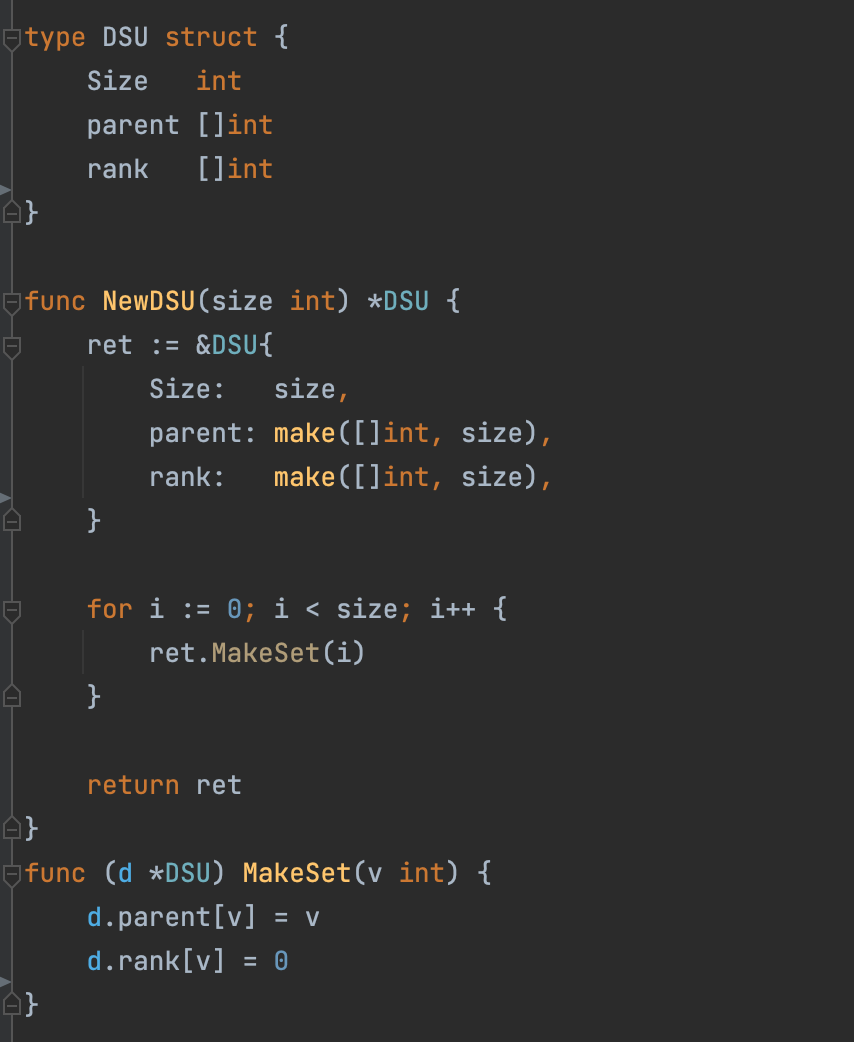 type DSU struct {
    Size   int
    parent []int
    rank   []int
}

func NewDSU(size int) *DSU {
    ret := &DSU{
        Size:   size,
        parent: make([]int, size),
        rank:   make([]int, size),
    }

    for i := 0; i < size; i++ {
        ret.MakeSet(i)
    }

    return ret
}
func (d *DSU) MakeSet(v int) {
    d.parent[v] = v
    d.rank[v] = 0
}